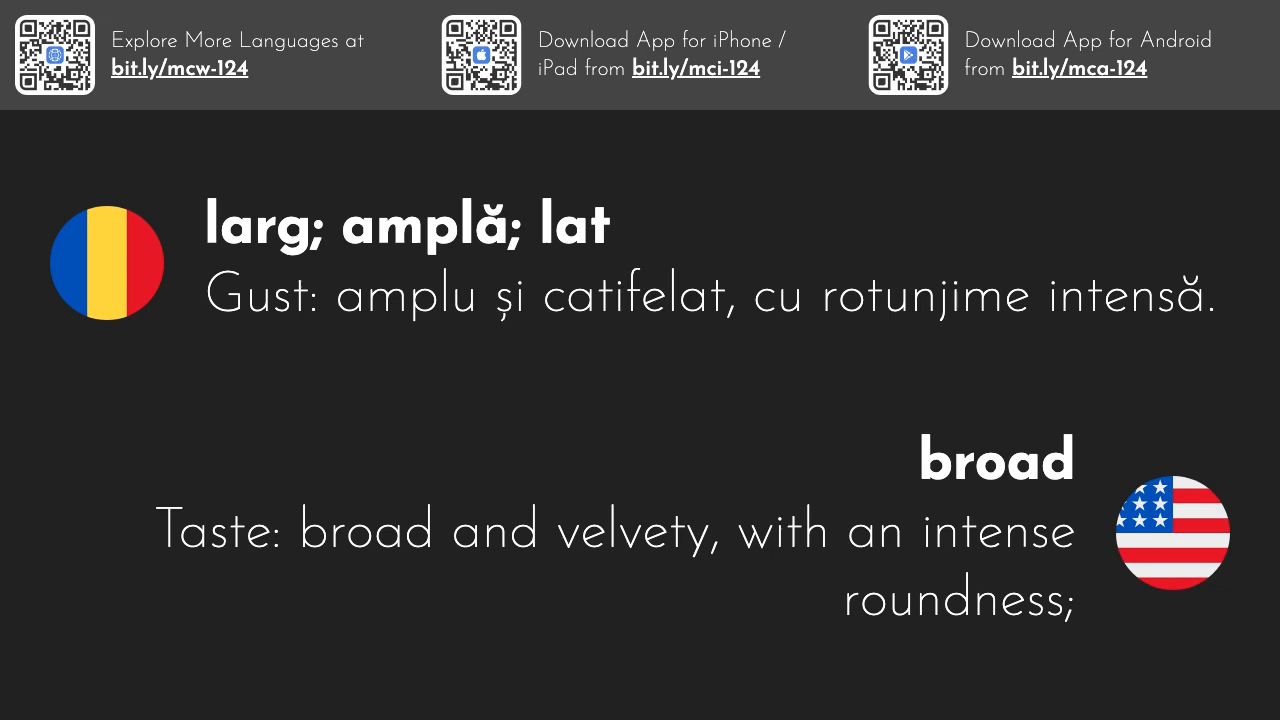 Explore More Languages at
bit.ly/mcw-124
Download App for iPhone /
iPad from bit.ly/mci-124
Download App for Android
from bit.ly/mca-124
larg; amplă; lat
Gust: amplu și catifelat, cu rotunjime intensă.
broad
Taste: broad and velvety, with an intense
roundness;